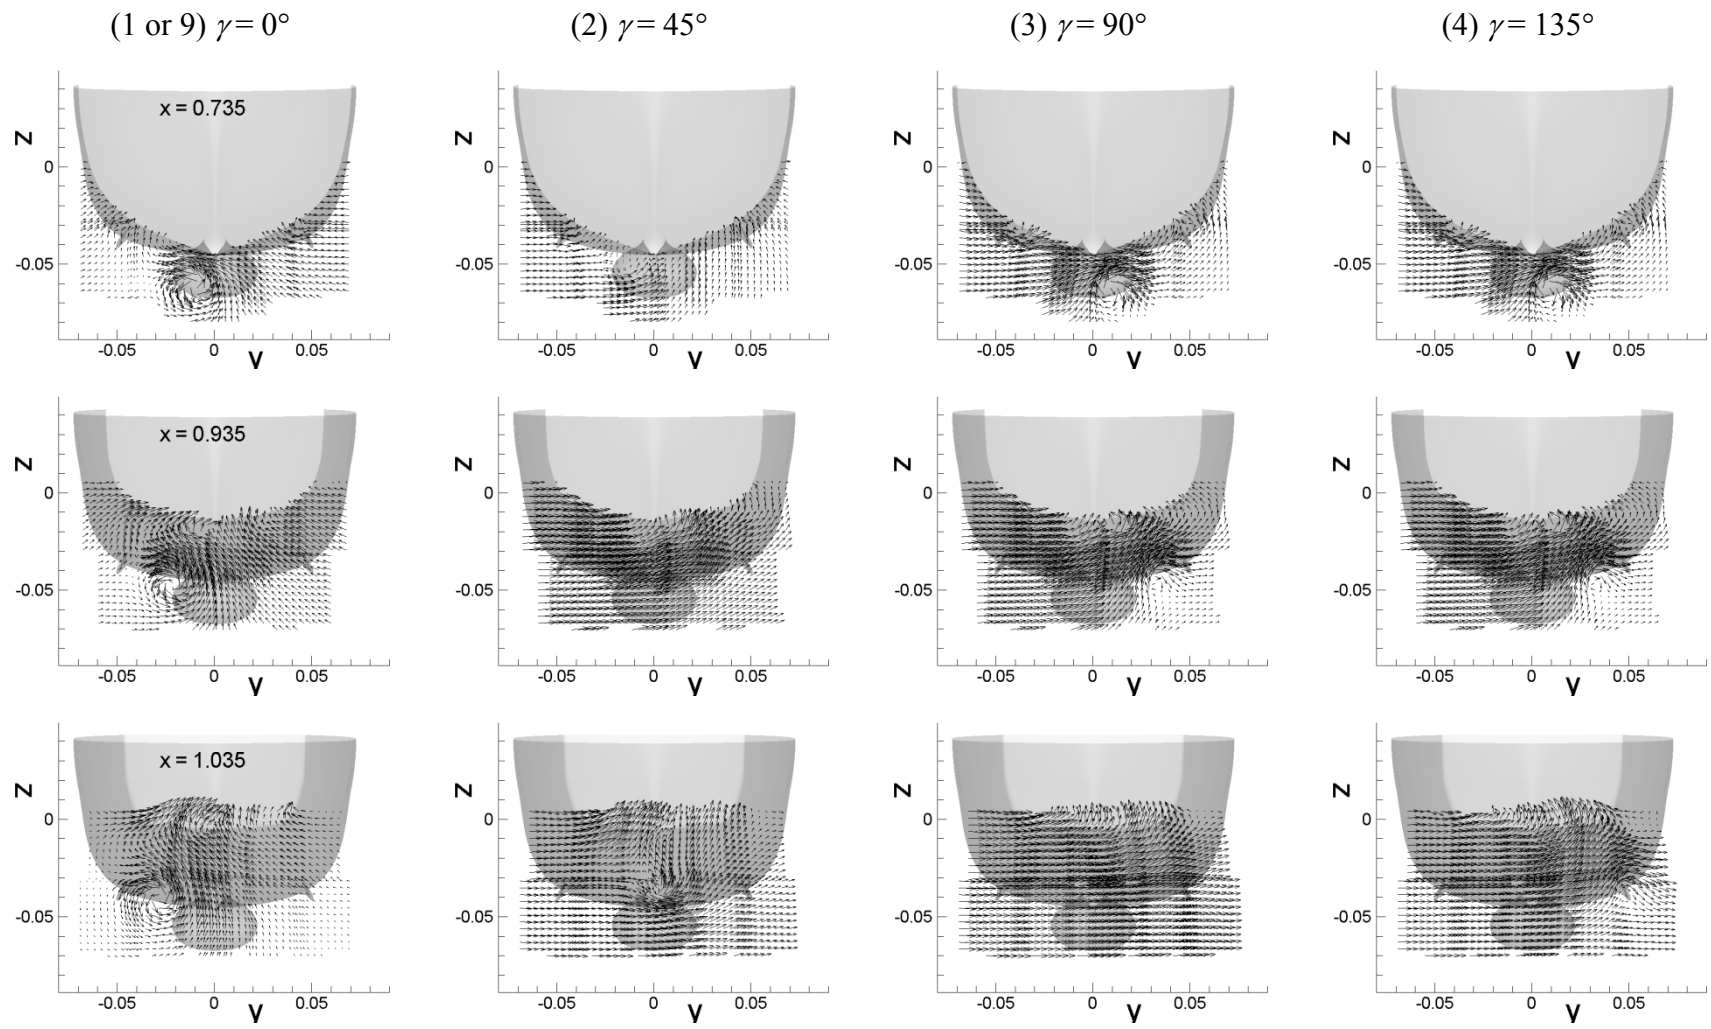 (1 or 9) γ = 0° (2) γ = 45° (3) γ = 90° (4) γ = 135°
x = 0.735
z z z z
0 0 0 0
-0.05 -0.05 -0.05 -0.05
-0.05 0 0.05 -0.05 0 0.05 -0.05 0 0.05 -0.05 0 0.05
y y y y
x = 0.935
z z z z
0 0 0 0
-0.05 -0.05 -0.05 -0.05
-0.05 0 0.05 -0.05 0 0.05 -0.05 0 0.05 -0.05 0 0.05
y y y y
x = 1.035
z z z z
0 0 0 0
-0.05 -0.05 -0.05 -0.05
-0.05 0 0.05 -0.05 0 0.05 -0.05 0 0.05 -0.05 0 0.05
y y y y